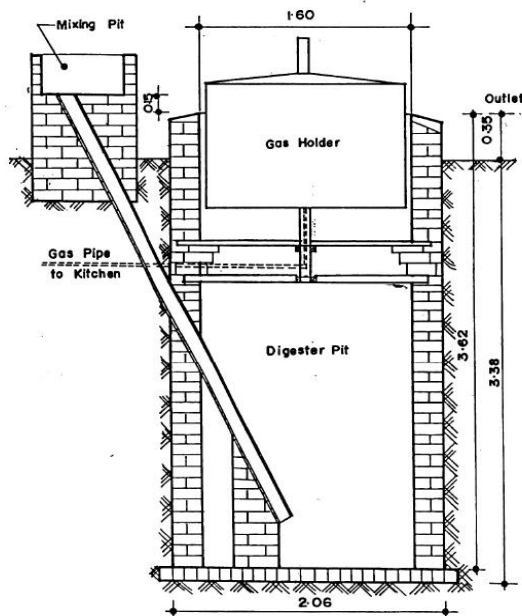 1·60
Mixing Pit
0·15
Outlet
0·35
Gas Holder
Gas Pipe
to Kitchen
Digester Pit
3·62
3·38
2·06